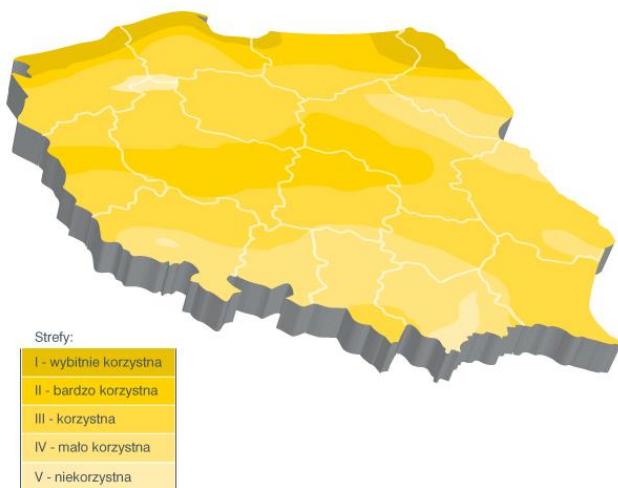 Strefy:
I - wybitnie korzystna
II - bardzo korzystna
III - korzystna
IV - mało korzystna
V - niekorzystna